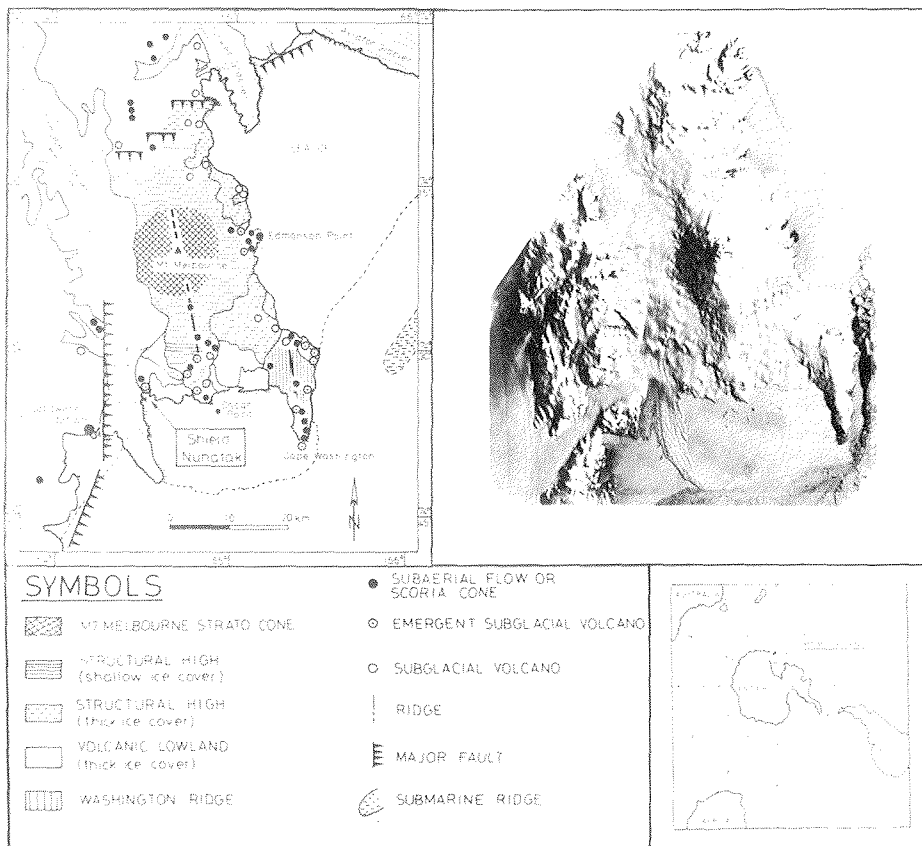 Edmonson Point
Mt Melbourne
Shield
Nunatak
Cape Washington
0 10 20 km
N
SYMBOLS
MT MELBOURNE STRATO CONE
STRUCTURAL HIGH
(shallow ice cover)
STRUCTURAL HIGH
(thick ice cover)
VOLCANIC LOWLAND
(thick ice cover)
WASHINGTON RIDGE
SUBAERIAL FLOW OR
SCORIA CONE
EMERGENT SUBGLACIAL VOLCANO
SUBGLACIAL VOLCANO
RIDGE
MAJOR FAULT
SUBMARINE RIDGE